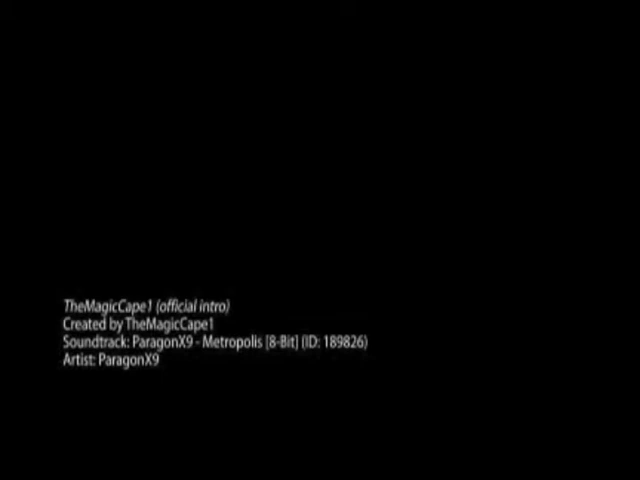 TheMagicCape1 (official intro)
Created by TheMagicCape1
Soundtrack: ParagonX9 - Metropolis [8-Bit] (ID: 189826)
Artist: ParagonX9